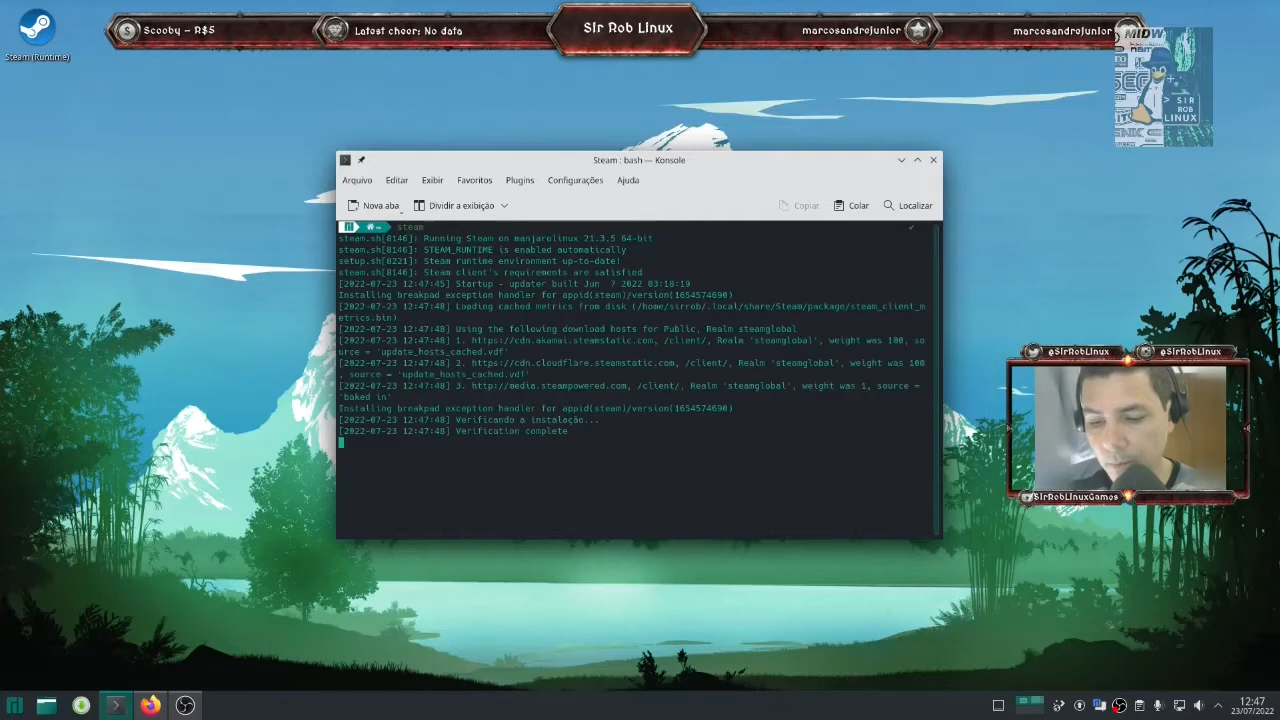 Steam (Runtime)
Scooby - R$5
Latest cheer: No data
Sir Rob Linux
marcosandrejunior
marcosandrejunior
MIDW
SIR
ROB
LINUX
Steam : bash — Konsole
Arquivo Editar Exibir Favoritos Plugins Configurações Ajuda
Nova aba Dividir a exibição Copiar Colar Localizar
~ steam
steam.sh[8146]: Running Steam on manjarolinux 21.3.5 64-bit
steam.sh[8146]: STEAM_RUNTIME is enabled automatically
setup.sh[8221]: Steam runtime environment up-to-date!
steam.sh[8146]: Steam client's requirements are satisfied
[2022-07-23 12:47:45] Startup - updater built Jun  7 2022 03:18:19
Installing breakpad exception handler for appid(steam)/version(1654574690)
[2022-07-23 12:47:48] Loading cached metrics from disk (/home/sirrob/.local/share/Steam/package/steam_client_m
etrics.bin)
[2022-07-23 12:47:48] Using the following download hosts for Public, Realm steamglobal
[2022-07-23 12:47:48] 1. https://cdn.akamai.steamstatic.com, /client/, Realm 'steamglobal', weight was 100, so
urce = 'update_hosts_cached.vdf'
[2022-07-23 12:47:48] 2. https://cdn.cloudflare.steamstatic.com, /client/, Realm 'steamglobal', weight was 100
, source = 'update_hosts_cached.vdf'
[2022-07-23 12:47:48] 3. http://media.steampowered.com, /client/, Realm 'steamglobal', weight was 1, source =
'baked in'
Installing breakpad exception handler for appid(steam)/version(1654574690)
[2022-07-23 12:47:48] Verificando a instalação...
[2022-07-23 12:47:48] Verification complete
@SirRobLinux @SirRobLinux
SirRobLinuxGames
12:47
23/07/2022